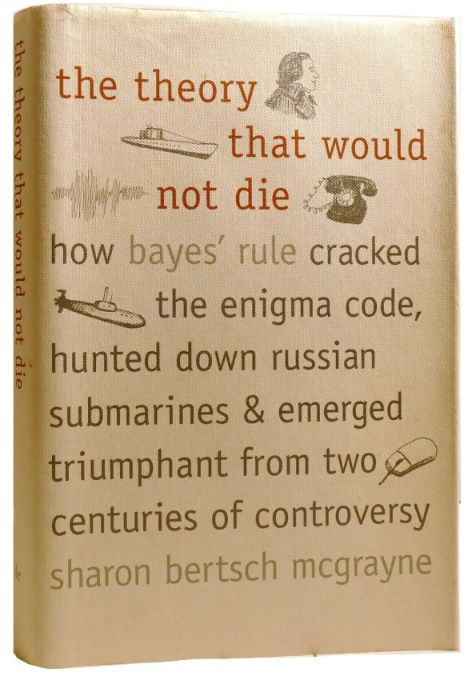 the theory that would not die
the theory
that would
not die
how bayes' rule cracked
the enigma code,
hunted down russian
submarines & emerged
triumphant from two
centuries of controversy
sharon bertsch mcgrayne